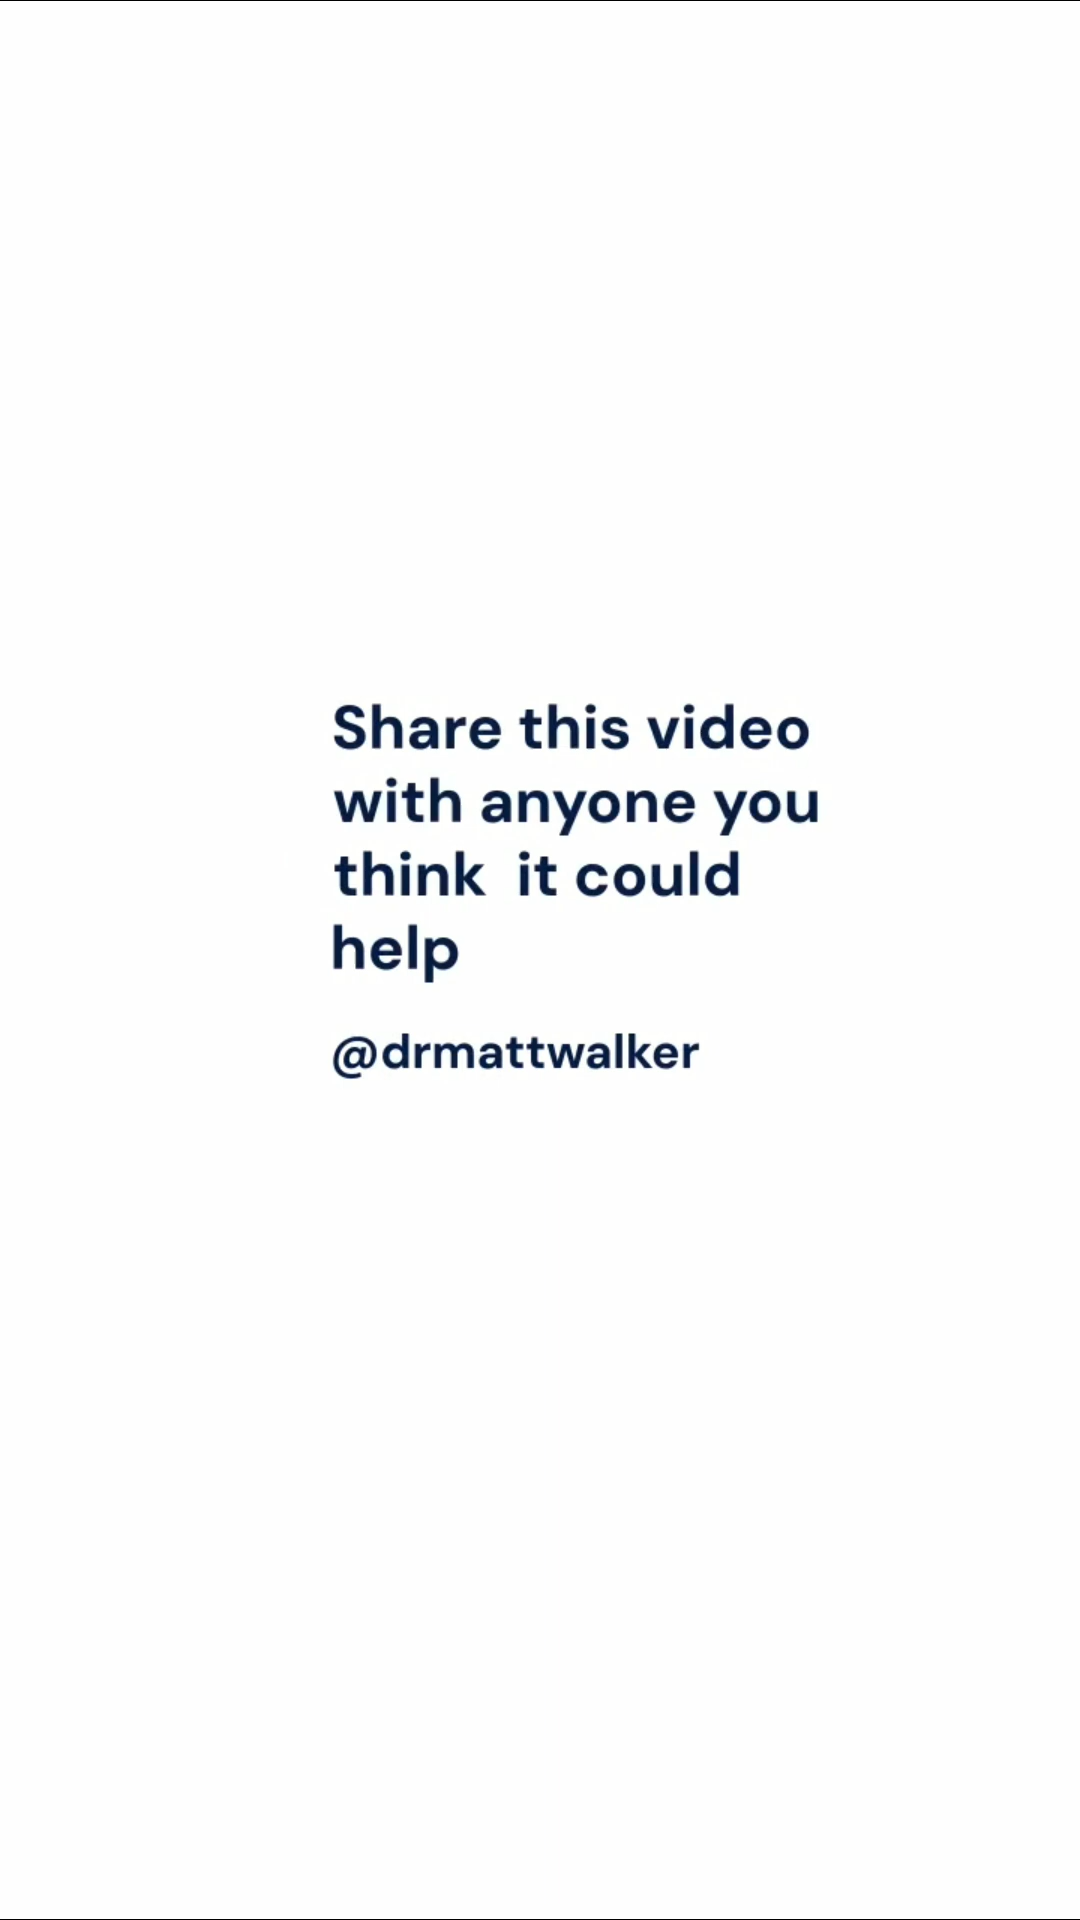 Share this video
with anyone you
think  it could
help
@drmattwalker